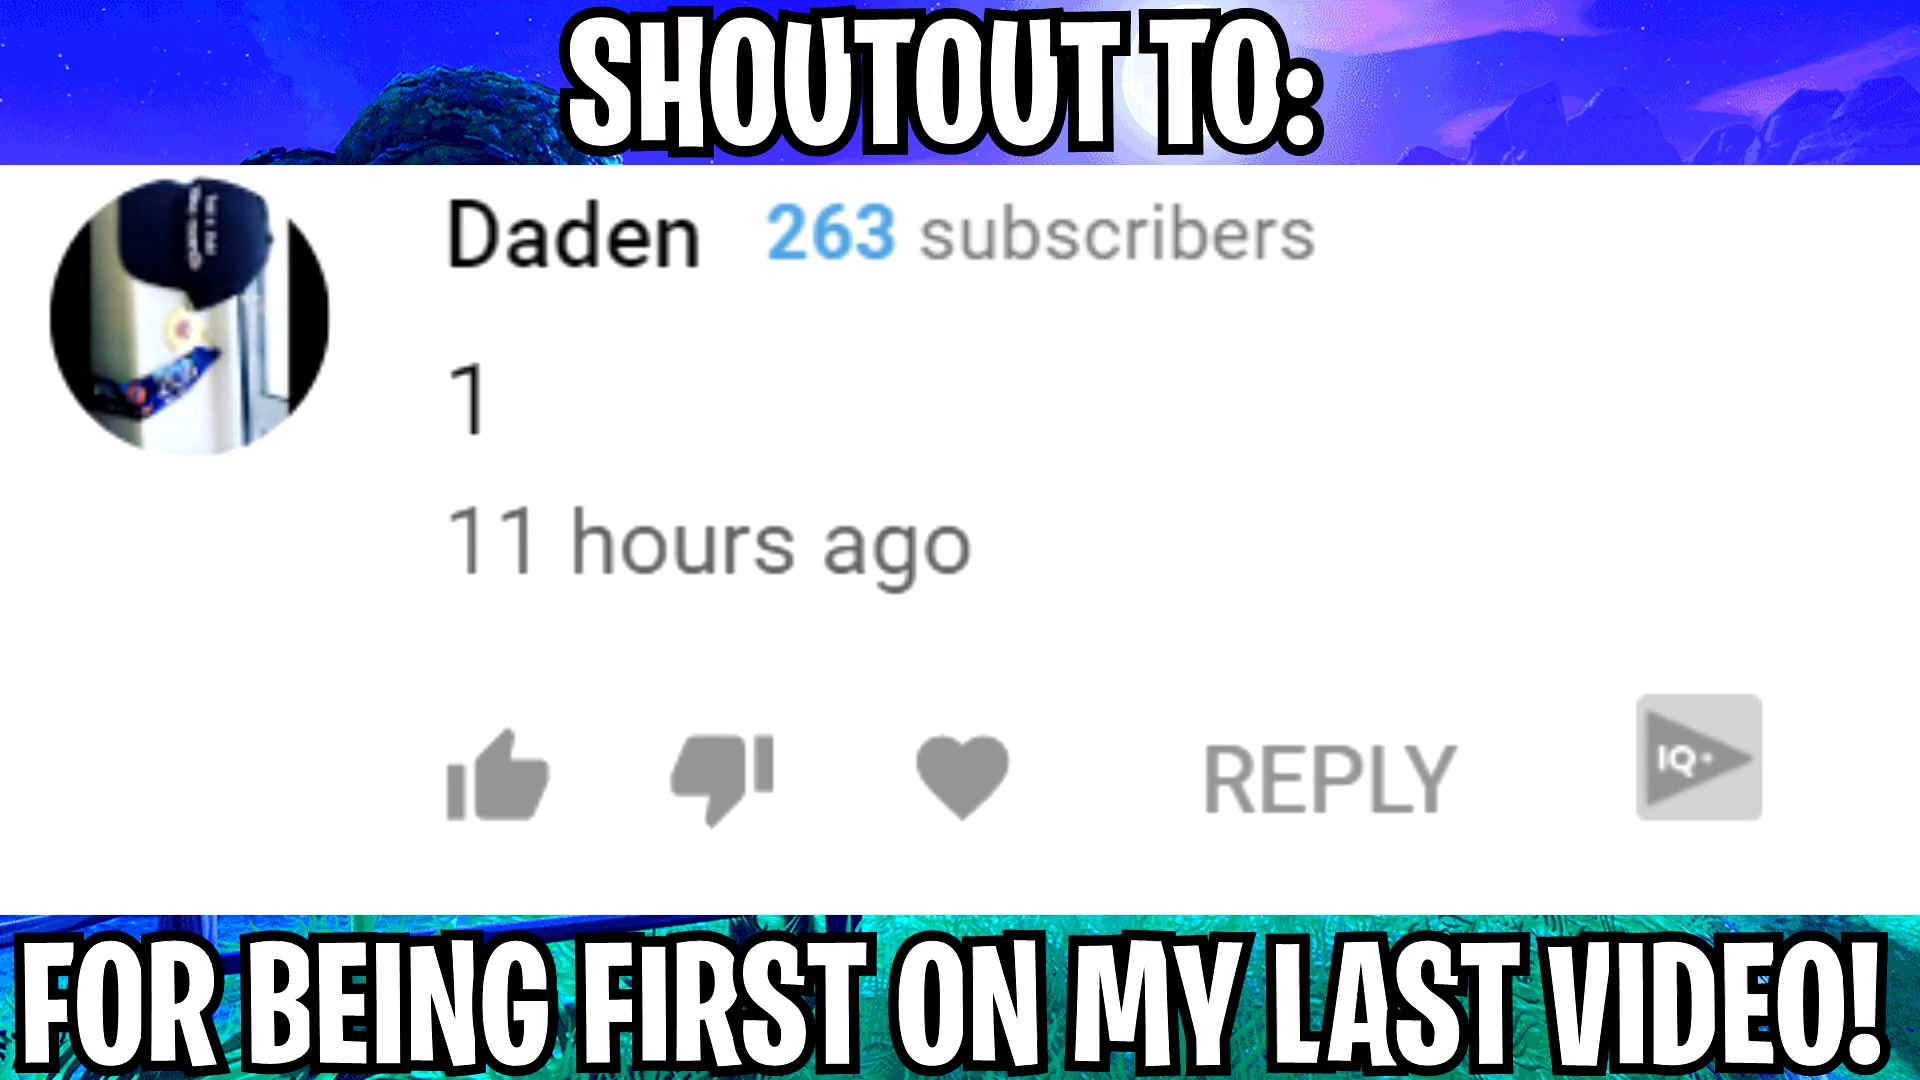 SHOUTOUT TO:
Daden 263 subscribers
1
11 hours ago
REPLY
IQ
FOR BEING FIRST ON MY LAST VIDEO!